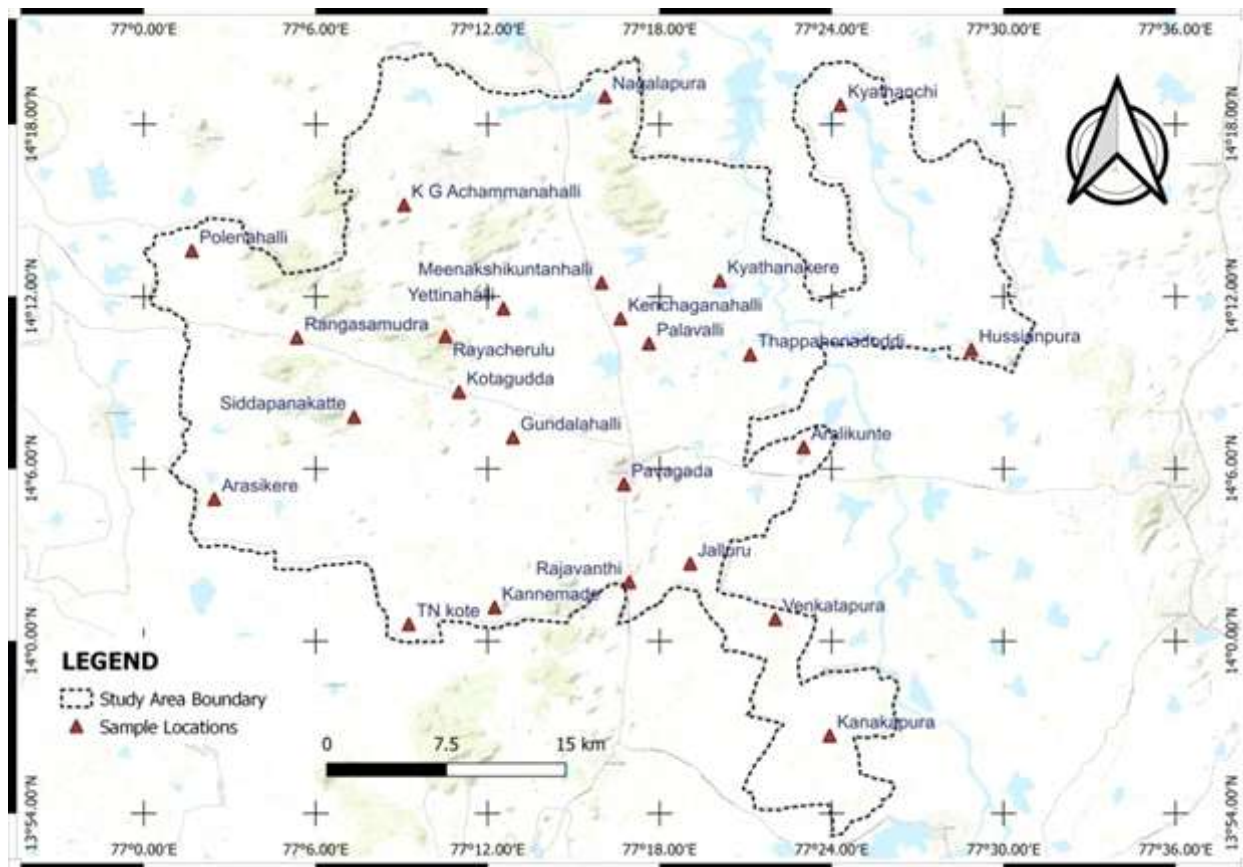 77°0.00'E 77°6.00'E 77°12.00'E 77°18.00'E 77°24.00'E 77°30.00'E 77°36.00'E
Nagalapura
Kyathaochi
14°18.00'N 14°18.00'N
K G Achammanahalli
Polenahalli
Meenakshikuntanhalli
Kyathanakere
14°12.00'N 14°12.00'N
Yettinahalli
Kenchaganahalli
Rangasamudra
Palavalli
Hussianpura
Rayacherulu
Thappahonadoddi
Kotagudda
Siddapanakatte
Gundalahalli
Aralikunte
14°6.00'N 14°6.00'N
Pavagada
Arasikere
Jalloru
Rajavanthi
Kannemade
TN kote
Venkatapura
14°0.00'N 14°0.00'N
LEGEND
Study Area Boundary
Sample Locations
Kanakapura
0 7.5 15 km
13°54.00'N 13°54.00'N
77°0.00'E 77°6.00'E 77°12.00'E 77°18.00'E 77°24.00'E 77°30.00'E 77°36.00'E